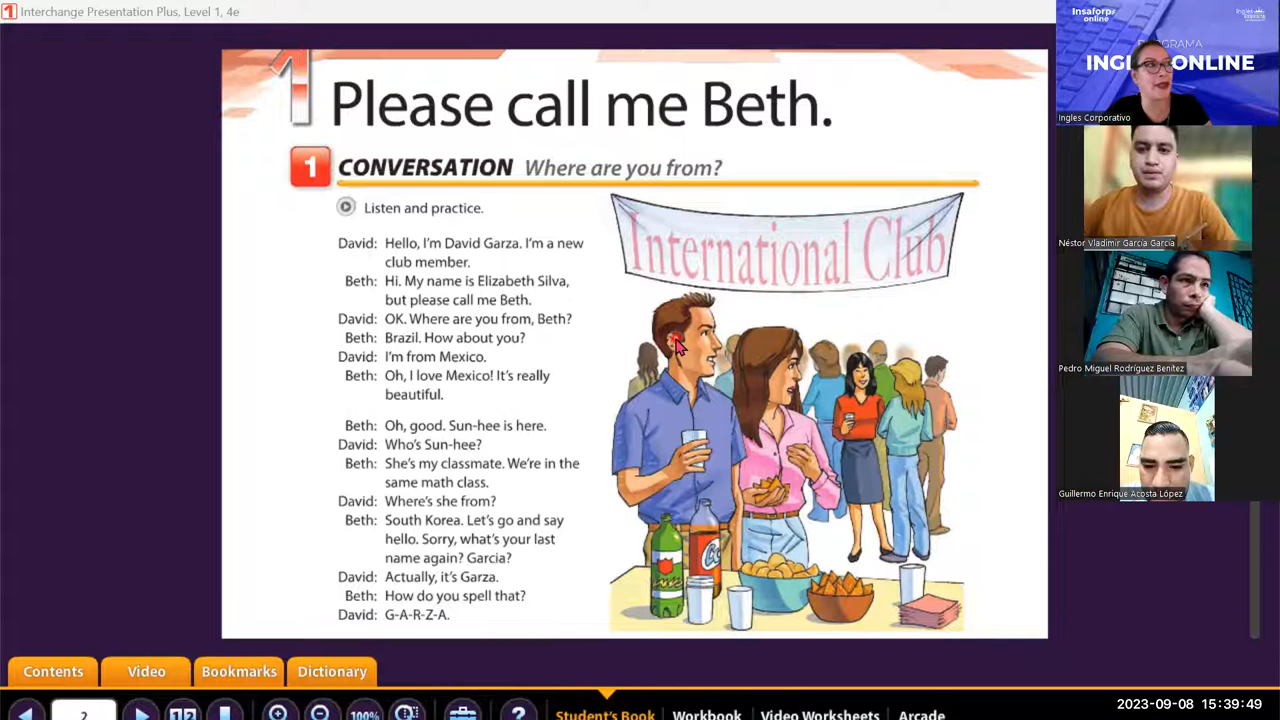 Interchange Presentation Plus, Level 1, 4e
1
Please call me Beth.
1 CONVERSATION Where are you from?
Listen and practice.
International Club
David: Hello, I'm David Garza. I'm a new
club member.
Beth: Hi. My name is Elizabeth Silva,
but please call me Beth.
David: OK. Where are you from, Beth?
Beth: Brazil. How about you?
David: I'm from Mexico.
Beth: Oh, I love Mexico! It's really
beautiful.
Beth: Oh, good. Sun-hee is here.
David: Who's Sun-hee?
Beth: She's my classmate. We're in the
same math class.
David: Where's she from?
Beth: South Korea. Let's go and say
hello. Sorry, what's your last
name again? Garcia?
David: Actually, it's Garza.
Beth: How do you spell that?
David: G-A-R-Z-A.
Insaforp
online
PROGRAMA
INGL ONLINE
Ingles Corporativo
Néstor Vladimir García García
Pedro Miguel Rodríguez Benítez
Guillermo Enrique Acosta López
Contents Video Bookmarks Dictionary
2 100% ?
Student's Book Workbook Video Worksheets Arcade
2023-09-08 15:39:49